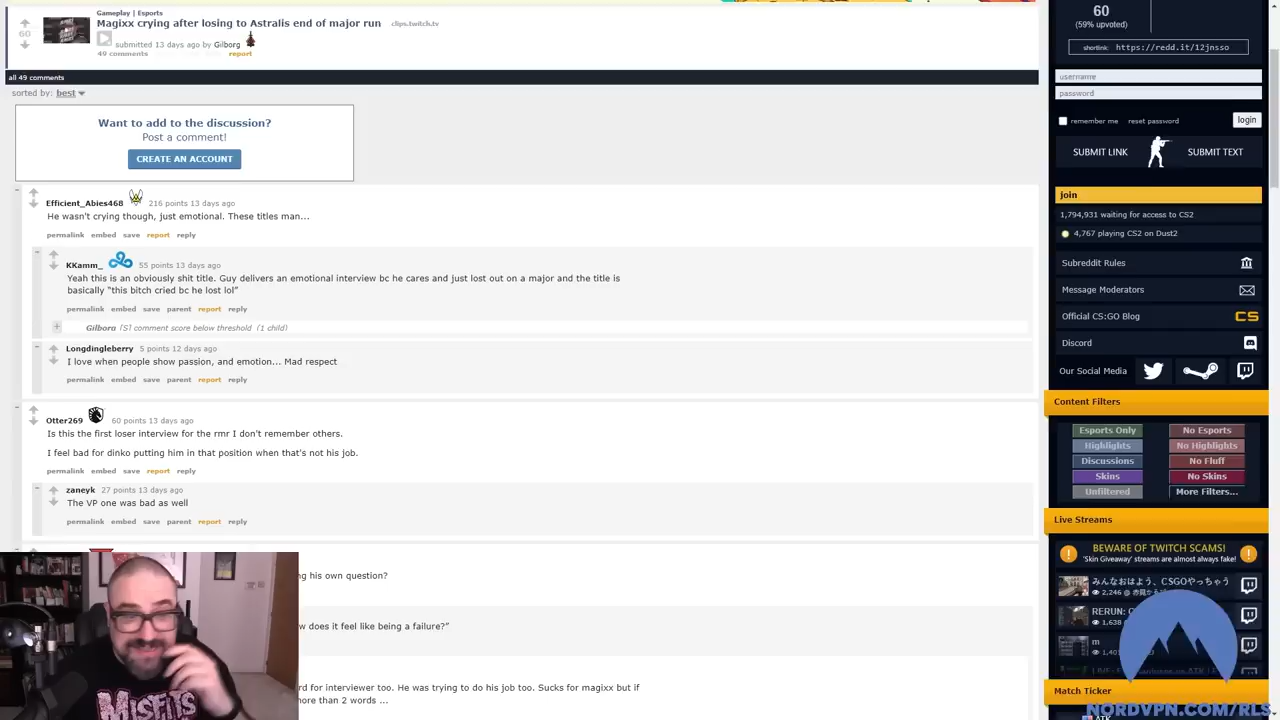 Gameplay | Esports
Magixx crying after losing to Astralis end of major run clips.twitch.tv
60
submitted 13 days ago by Gilborg
49 comments report
all 49 comments
sorted by: best
Want to add to the discussion?
Post a comment!
CREATE AN ACCOUNT
Efficient_Abies468 216 points 13 days ago
He wasn't crying though, just emotional. These titles man...
permalink embed save report reply
KKamm_ 55 points 13 days ago
Yeah this is an obviously shit title. Guy delivers an emotional interview bc he cares and just lost out on a major and the title is
basically “this bitch cried bc he lost lol”
permalink embed save parent report reply
Gilborg [S] comment score below threshold (1 child)
Longdingleberry 5 points 12 days ago
I love when people show passion, and emotion... Mad respect
permalink embed save parent report reply
Otter269 60 points 13 days ago
Is this the first loser interview for the rmr I don't remember others.
I feel bad for dinko putting him in that position when that's not his job.
permalink embed save report reply
zaneyk 27 points 13 days ago
The VP one was bad as well
permalink embed save parent report reply
ng his own question?
w does it feel like being a failure?”
rd for interviewer too. He was trying to do his job too. Sucks for magixx but if
more than 2 words ...
MISFITS
60
(59% upvoted)
shortlink: https://redd.it/12jnsso
username
password
remember me reset password login
SUBMIT LINK SUBMIT TEXT
join
1,794,931 waiting for access to CS2
4,767 playing CS2 on Dust2
Subreddit Rules
Message Moderators
Official CS:GO Blog CS
Discord
Our Social Media
Content Filters
Esports Only No Esports
Highlights No Highlights
Discussions No Fluff
Skins No Skins
Unfiltered More Filters...
Live Streams
BEWARE OF TWITCH SCAMS!
'Skin Giveaway' streams are almost always fake!
みんなおはよう、CSGOやっちゃう
2,246 @
RERUN:
1,638
m
1,40
Match Ticker
NORDVPN.COM/RLS
ATK